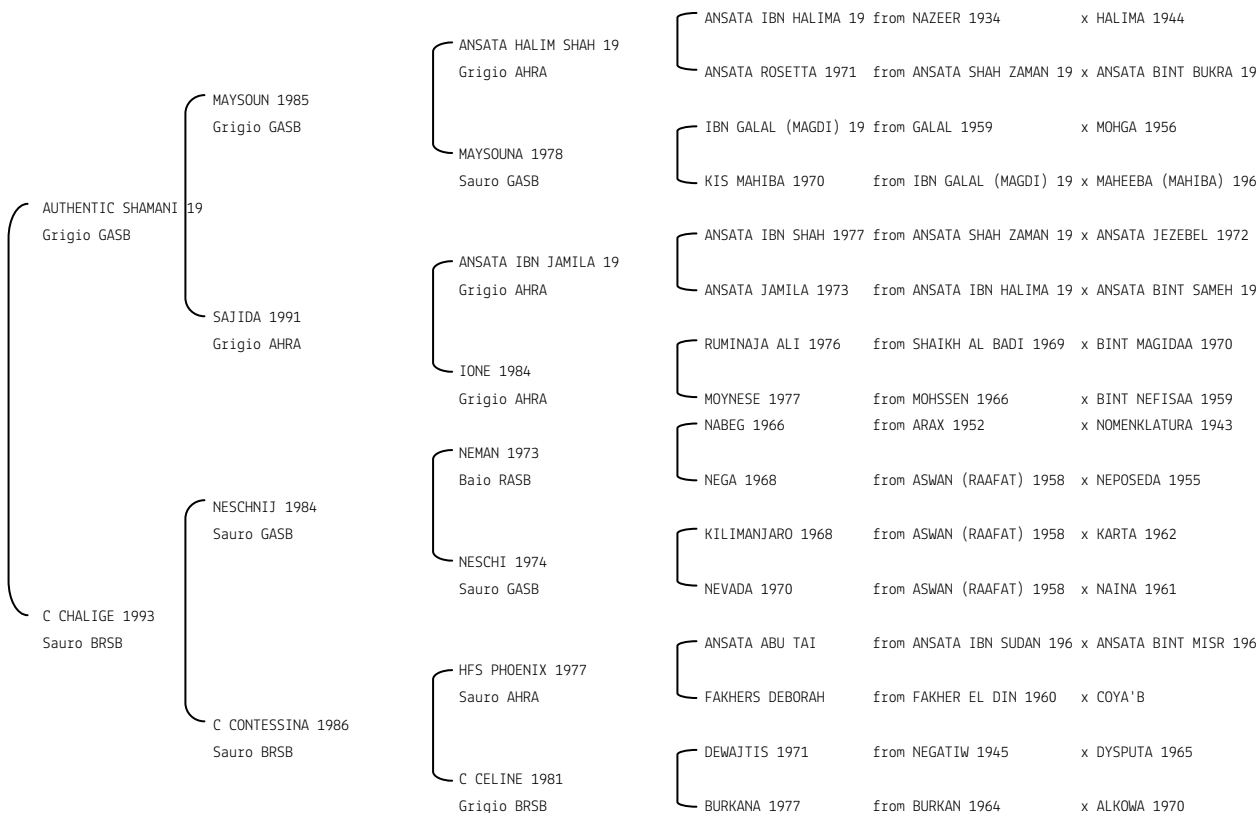 ANSATA IBN HALIMA 19 from NAZEER 1934 x HALIMA 1944
ANSATA HALIM SHAH 19
Grigio AHRA
ANSATA ROSETTA 1971 from ANSATA SHAH ZAMAN 19 x ANSATA BINT BUKRA 19
MAYSOUN 1985
Grigio GASB
IBN GALAL (MAGDI) 19 from GALAL 1959 x MOHGA 1956
MAYSOUNA 1978
Sauro GASB
KIS MAHIBA 1970 from IBN GALAL (MAGDI) 19 x MAHEEBA (MAHIBA) 196
AUTHENTIC SHAMANI 19
Grigio GASB
ANSATA IBN SHAH 1977 from ANSATA SHAH ZAMAN 19 x ANSATA JEZEBEL 1972
ANSATA IBN JAMILA 19
Grigio AHRA
ANSATA JAMILA 1973 from ANSATA IBN HALIMA 19 x ANSATA BINT SAMEH 19
SAJIDA 1991
Grigio AHRA
RUMINAJA ALI 1976 from SHAIKH AL BADI 1969 x BINT MAGIDAA 1970
IONE 1984
Grigio AHRA
MOYNESE 1977 from MOHSSEN 1966 x BINT NEFISAA 1959
NABEG 1966 from ARAX 1952 x NOMENKLATURA 1943
NEMAN 1973
Baio RASB
NEGA 1968 from ASWAN (RAAFAT) 1958 x NEPOSEDA 1955
NESCHNIJ 1984
Sauro GASB
KILIMANJARO 1968 from ASWAN (RAAFAT) 1958 x KARTA 1962
NESCHI 1974
Sauro GASB
NEVADA 1970 from ASWAN (RAAFAT) 1958 x NAINA 1961
C CHALIGE 1993
Sauro BRSB
ANSATA ABU TAI from ANSATA IBN SUDAN 196 x ANSATA BINT MISR 196
HFS PHOENIX 1977
Sauro AHRA
FAKHERS DEBORAH from FAKHER EL DIN 1960 x COYA'B
C CONTESSINA 1986
Sauro BRSB
DEWAJTIS 1971 from NEGATIW 1945 x DYSPUTA 1965
C CELINE 1981
Grigio BRSB
BURKANA 1977 from BURKAN 1964 x ALKOWA 1970